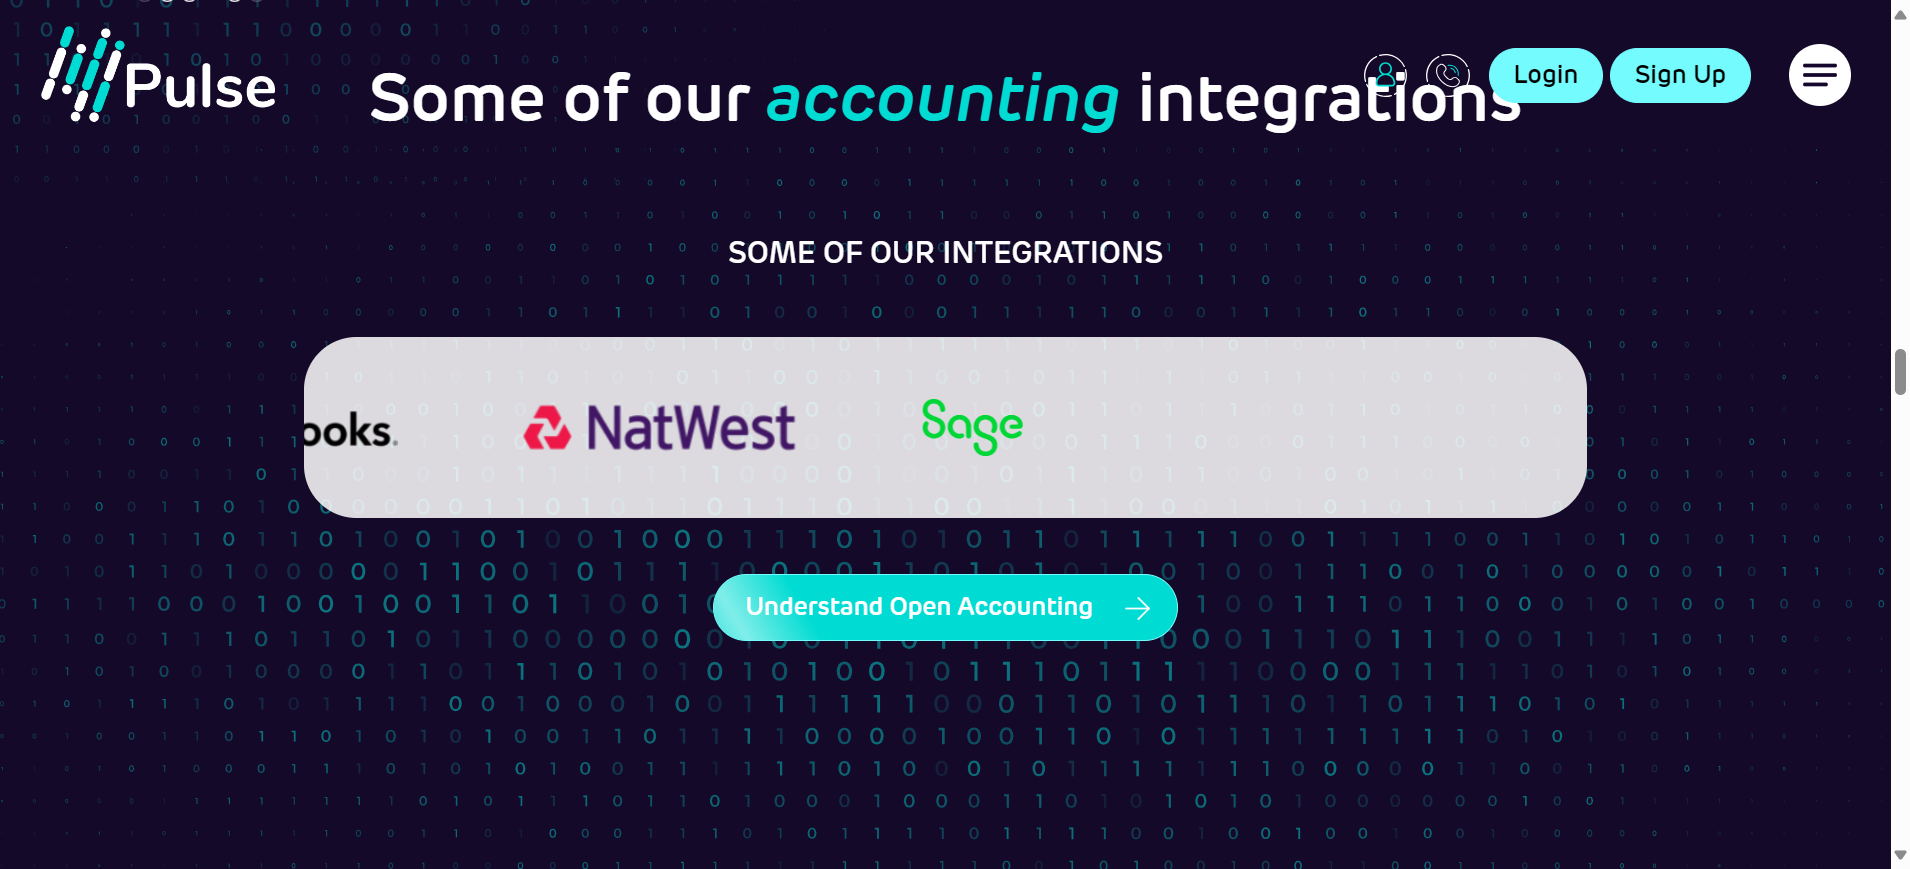 Pulse
Some of our accounting integrations
Login
Sign Up
SOME OF OUR INTEGRATIONS
ooks.
NatWest
Sage
Understand Open Accounting